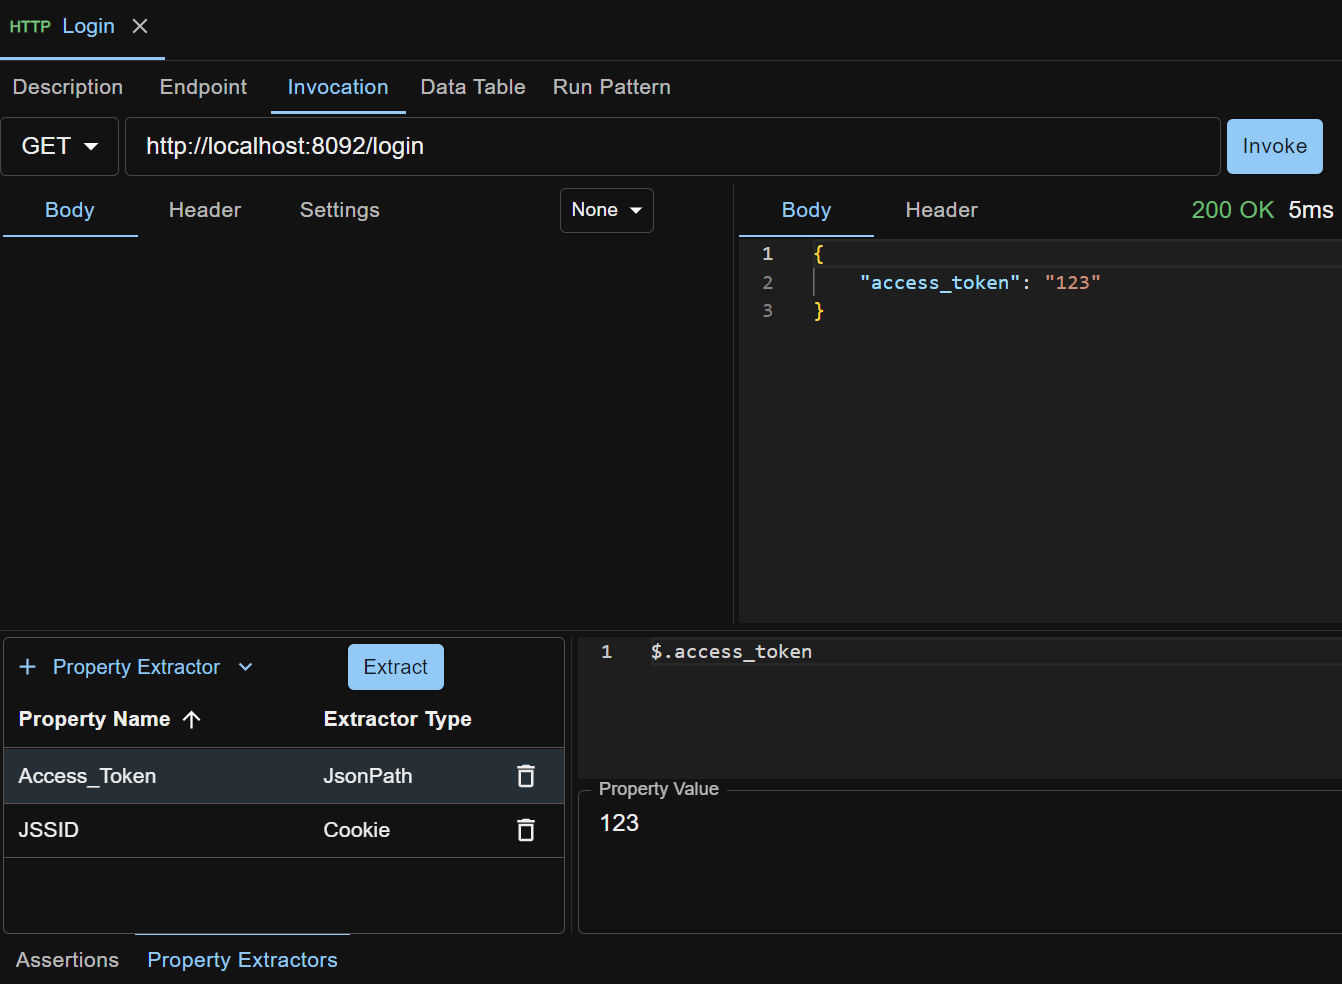 HTTP Login
Description Endpoint Invocation Data Table Run Pattern
GET http://localhost:8092/login Invoke
Body Header Settings None Body Header 200 OK 5ms
1 {
2 "access_token": "123"
3 }
Property Extractor Extract
Property Name Extractor Type
Access_Token JsonPath
JSSID Cookie
1 $.access_token
Property Value
123
Assertions Property Extractors